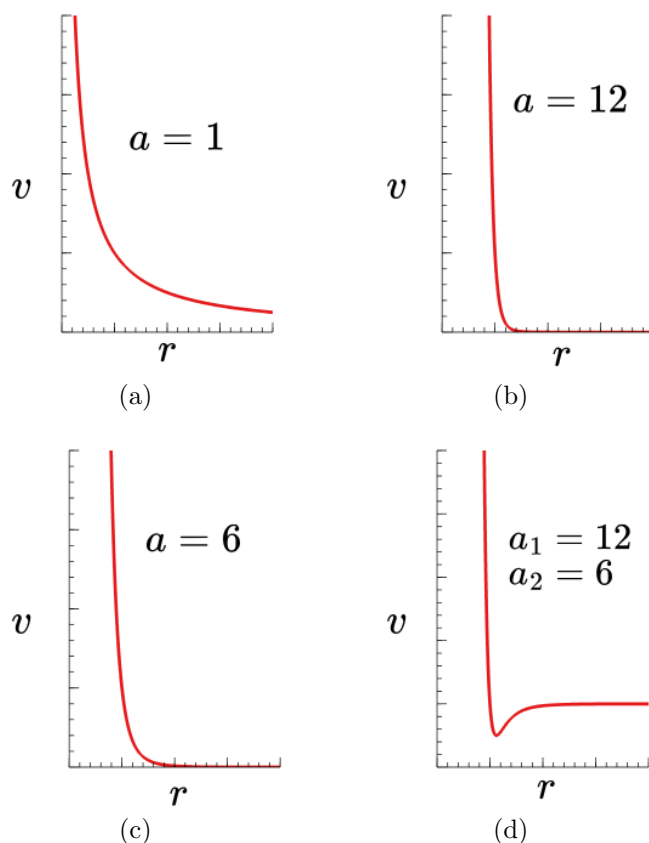 a = 1
v
r
(a)
a = 12
v
r
(b)
a = 6
v
r
(c)
a₁ = 12
a₂ = 6
v
r
(d)